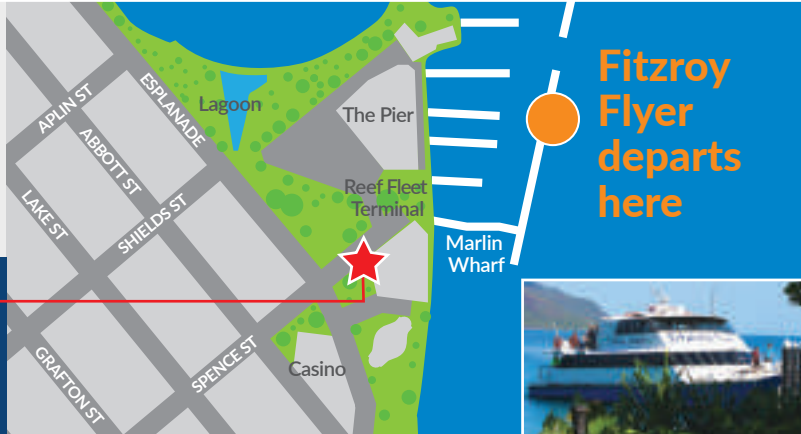 Fitzroy
Flyer
departs
here
Lagoon
The Pier
Reef Fleet
Terminal
Marlin
Wharf
Casino
APLIN ST
ESPLANADE
ABBOTT ST
LAKE ST
SHIELDS ST
GRAFTON ST
SPENCE ST